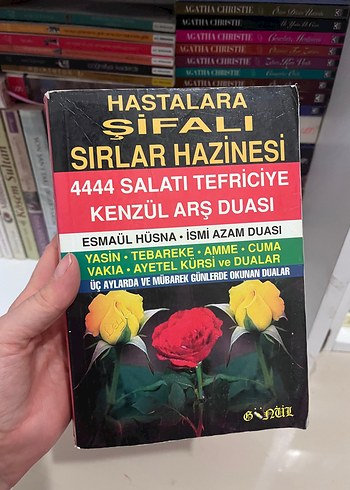 AGATHA CHRISTIE
AGATHA CHRISTIE
AGATHA CHRISTIE
AGATHA CHRISTIE
AGATHA CHRISTIE
AGATHA CHRISTIE
Kösem Sultan
HASTALARA
ŞİFALI
SIRLAR HAZİNESİ
4444 SALATI TEFRİCİYE
KENZÜL ARŞ DUASI
ESMAÜL HÜSNA • İSMİ AZAM DUASI
YASİN • TEBAREKE • AMME • CUMA
VAKIA • AYETEL KÜRSİ ve DUALAR
ÜÇ AYLARDA VE MÜBAREK GÜNLERDE OKUNAN DUALAR
GÖNÜL